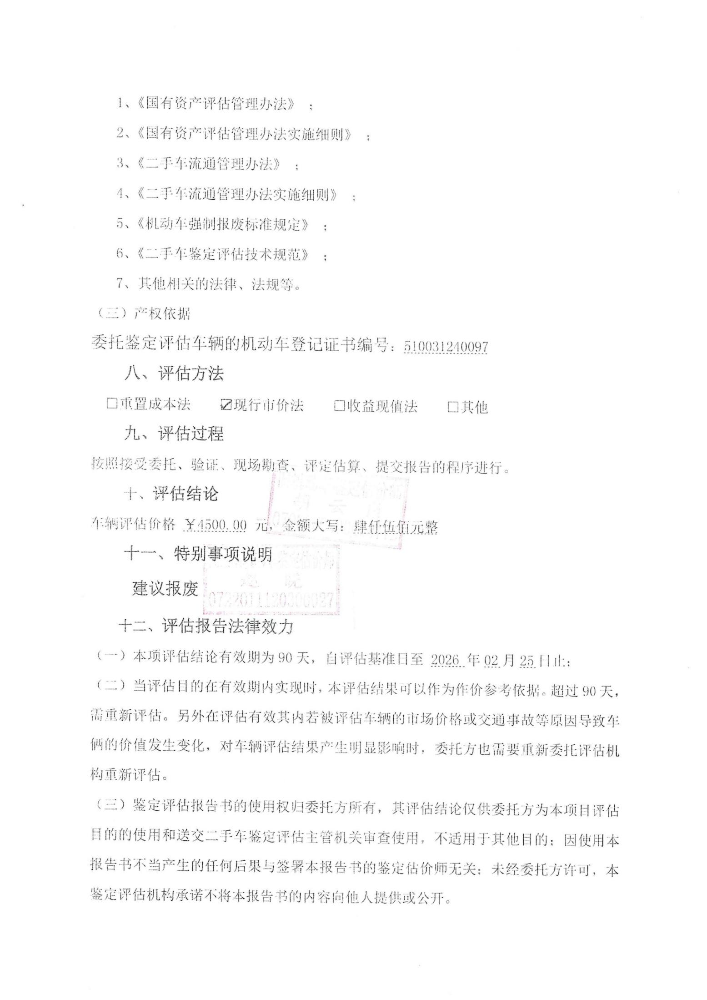 1、《国有资产评估管理办法》 ；
2、《国有资产评估管理办法实施细则》 ；
3、《二手车流通管理办法》 ；
4、《二手车流通管理办法实施细则》 ；
5、《机动车强制报废标准规定》 ；
6、《二手车鉴定评估技术规范》 ；
7、其他相关的法律、法规等。
（三）产权依据
委托鉴定评估车辆的机动车登记证书编号：510031240097
八、评估方法
□重置成本法 ☑现行市价法 □收益现值法 □其他
九、评估过程
按照接受委托、验证、现场勘查、评定估算、提交报告的程序进行。
十、评估结论
车辆评估价格 ￥4500.00 元，金额大写：肆仟伍佰元整
十一、特别事项说明
鉴定估价师
建议报废
0722011120300027
十二、评估报告法律效力
（一）本项评估结论有效期为 90 天，自评估基准日至 2026 年 02 月 25 日止；
（二）当评估目的在有效期内实现时，本评估结果可以作为作价参考依据。超过 90 天，
需重新评估。另外在评估有效其内若被评估车辆的市场价格或交通事故等原因导致车
辆的价值发生变化，对车辆评估结果产生明显影响时，委托方也需要重新委托评估机
构重新评估。
（三）鉴定评估报告书的使用权归委托方所有，其评估结论仅供委托方为本项目评估
目的的使用和送交二手车鉴定评估主管机关审查使用，不适用于其他目的；因使用本
报告书不当产生的任何后果与签署本报告书的鉴定估价师无关；未经委托方许可，本
鉴定评估机构承诺不将本报告书的内容向他人提供或公开。